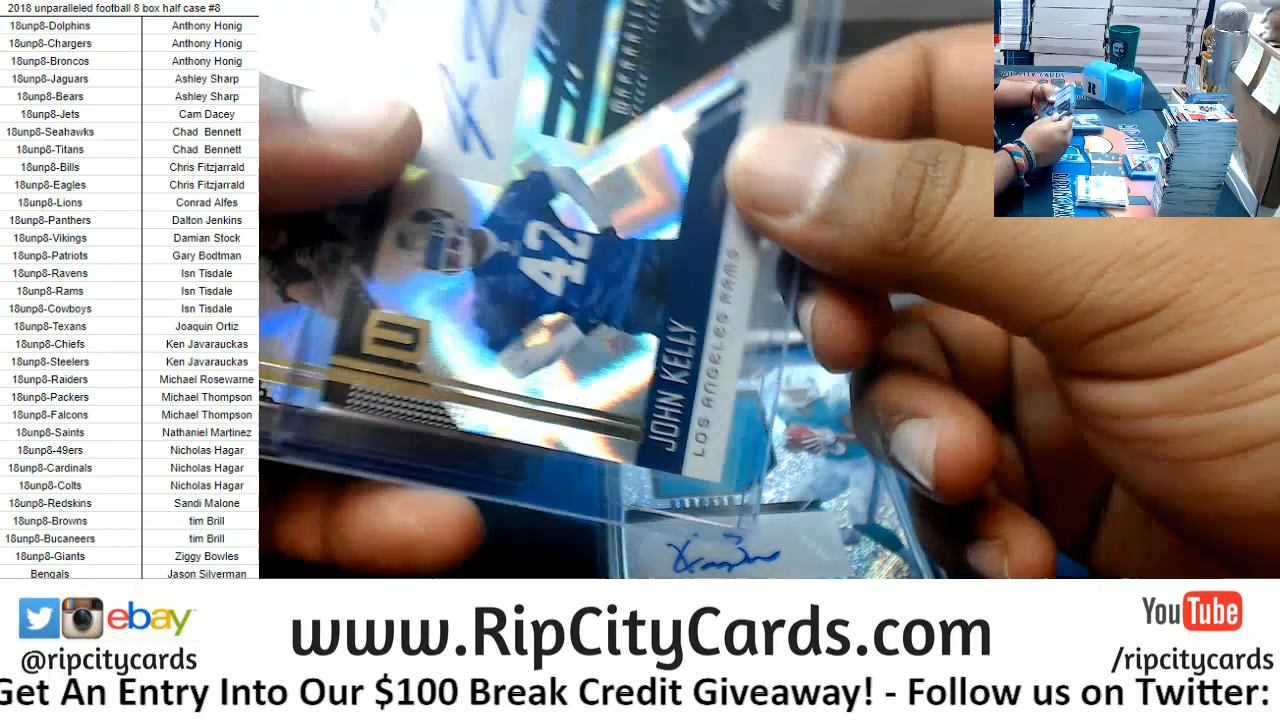 2018 unparalleled football 8 box half case #8
18unp8-Dolphins Anthony Honig
18unp8-Chargers Anthony Honig
18unp8-Broncos Anthony Honig
18unp8-Jaguars Ashley Sharp
18unp8-Bears Ashley Sharp
18unp8-Jets Cam Dacey
18unp8-Seahawks Chad Bennett
18unp8-Titans Chad Bennett
18unp8-Bills Chris Fitzjarrald
18unp8-Eagles Chris Fitzjarrald
18unp8-Lions Conrad Alfes
18unp8-Panthers Dalton Jenkins
18unp8-Vikings Damian Stock
18unp8-Patriots Gary Bodtman
18unp8-Ravens Isn Tisdale
18unp8-Rams Isn Tisdale
18unp8-Cowboys Isn Tisdale
18unp8-Texans Joaquin Ortiz
18unp8-Chiefs Ken Javarauckas
18unp8-Steelers Ken Javarauckas
18unp8-Raiders Michael Rosewarne
18unp8-Packers Michael Thompson
18unp8-Falcons Michael Thompson
18unp8-Saints Nathaniel Martinez
18unp8-49ers Nicholas Hagar
18unp8-Cardinals Nicholas Hagar
18unp8-Colts Nicholas Hagar
18unp8-Redskins Sandi Malone
18unp8-Browns tim Brill
18unp8-Bucaneers tim Brill
18unp8-Giants Ziggy Bowles
Bengals Jason Silverman
42
JOHN KELLY
LOS ANGELES RAMS
RIP CITY CARDS
ebay
@ripcitycards
www.RipCityCards.com
YouTube
/ripcitycards
Get An Entry Into Our $100 Break Credit Giveaway! - Follow us on Twitter: